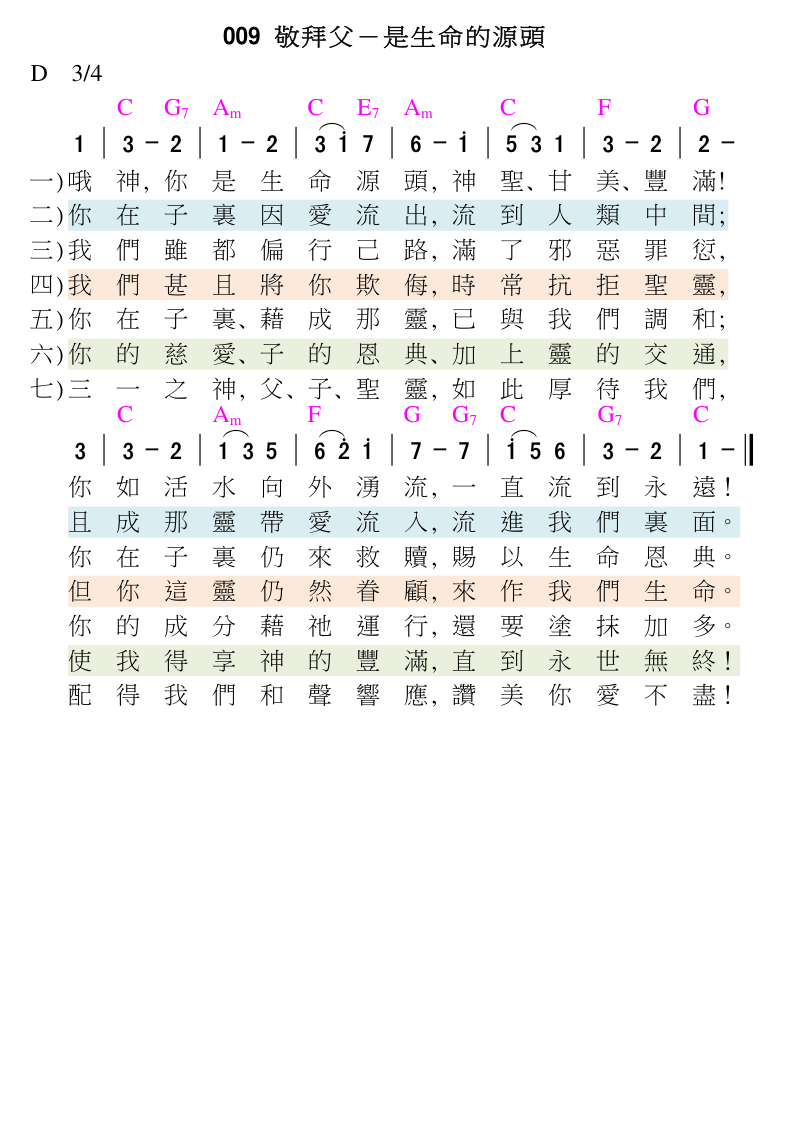 009 敬拜父－是生命的源頭
D 3/4
C G7 Am C E7 Am C F G
1 | 3 - 2 | 1 - 2 | 3 i 7 | 6 - i | 5 3 1 | 3 - 2 | 2 -
一)哦神,你是生命源頭,神聖、甘美、豐滿!
二)你在子裏因愛流出,流到人類中間;
三)我們雖都偏行己路,滿了邪惡罪愆,
四)我們甚且將你欺侮,時常抗拒聖靈,
五)你在子裏、藉成那靈,已與我們調和;
六)你的慈愛、子的恩典、加上靈的交通,
七)三一之神,父、子、聖靈,如此厚待我們,
C Am F G G7 C G7 C
3 | 3 - 2 | 1 3 5 | 6 2̇ i | 7 - 7 | i 5 6 | 3 - 2 | 1 - ‖
你如活水向外湧流,一直流到永遠!
且成那靈帶愛流入,流進我們裏面。
你在子裏仍來救贖,賜以生命恩典。
但你這靈仍然眷顧,來作我們生命。
你的成分藉祂運行,還要塗抹加多。
使我得享神的豐滿,直到永世無終!
配得我們和聲響應,讚美你愛不盡!